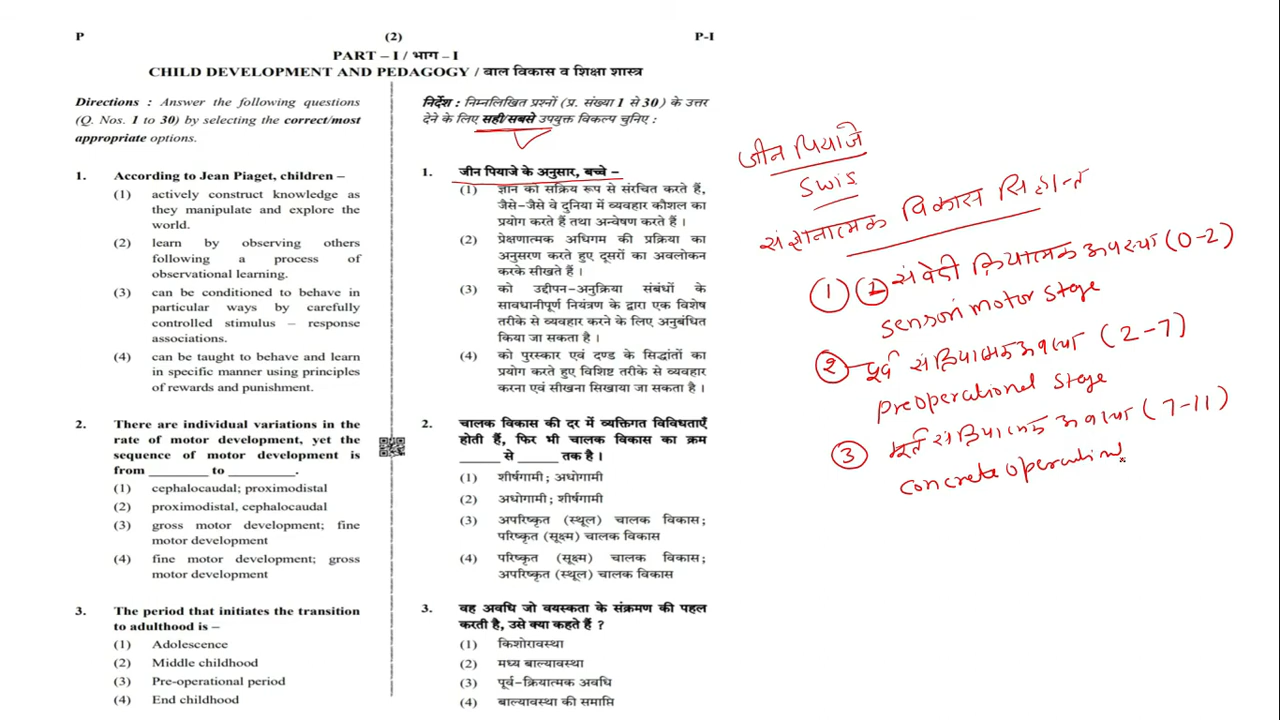 P
(2)
P-I
PART – I / भाग – I
CHILD DEVELOPMENT AND PEDAGOGY / बाल विकास व शिक्षा शास्त्र
Directions : Answer the following questions
(Q. Nos. 1 to 30) by selecting the correct/most
appropriate options.
1. According to Jean Piaget, children –
(1) actively construct knowledge as
they manipulate and explore the
world.
(2) learn by observing others
following a process of
observational learning.
(3) can be conditioned to behave in
particular ways by carefully
controlled stimulus – response
associations.
(4) can be taught to behave and learn
in specific manner using principles
of rewards and punishment.
2. There are individual variations in the
rate of motor development, yet the
sequence of motor development is
from _________ to __________.
(1) cephalocaudal; proximodistal
(2) proximodistal, cephalocaudal
(3) gross motor development; fine
motor development
(4) fine motor development; gross
motor development
3. The period that initiates the transition
to adulthood is –
(1) Adolescence
(2) Middle childhood
(3) Pre-operational period
(4) End childhood
निर्देश : निम्नलिखित प्रश्नों (प्र. संख्या 1 से 30) के उत्तर
देने के लिए सही/सबसे उपयुक्त विकल्प चुनिए :
1. जीन पियाजे के अनुसार, बच्चे –
(1) ज्ञान को सक्रिय रूप से संरचित करते हैं,
जैसे-जैसे वे दुनिया में व्यवहार कौशल का
प्रयोग करते हैं तथा अन्वेषण करते हैं ।
(2) प्रेक्षणात्मक अधिगम की प्रक्रिया का
अनुसरण करते हुए दूसरों का अवलोकन
करके सीखते हैं ।
(3) को उद्दीपन-अनुक्रिया संबंधों के
सावधानीपूर्ण नियंत्रण के द्वारा एक विशेष
तरीके से व्यवहार करने के लिए अनुबंधित
किया जा सकता है ।
(4) को पुरस्कार एवं दण्ड के सिद्धांतों का
प्रयोग करते हुए विशिष्ट तरीके से व्यवहार
करना एवं सीखना सिखाया जा सकता है ।
2. चालक विकास की दर में व्यक्तिगत विविधताएँ
होती हैं, फिर भी चालक विकास का क्रम
______ से ______ तक है ।
(1) शीर्षगामी ; अधोगामी
(2) अधोगामी ; शीर्षगामी
(3) अपरिष्कृत (स्थूल) चालक विकास;
परिष्कृत (सूक्ष्म) चालक विकास
(4) परिष्कृत (सूक्ष्म) चालक विकास;
अपरिष्कृत (स्थूल) चालक विकास
3. वह अवधि जो वयस्कता के संक्रमण की पहल
करती है, उसे क्या कहते हैं ?
(1) किशोरावस्था
(2) मध्य बाल्यावस्था
(3) पूर्व-क्रियात्मक अवधि
(4) बाल्यावस्था की समाप्ति
जीन पियाजे
Swis
संज्ञानात्मक विकास सिद्धान्त
(1) (1) संवेदी क्रियात्मक अवस्था (0-2)
Sensori motor stage
(2) पूर्व संक्रियात्मक अवस्था (2-7)
Preoperational Stage
(3) मूर्त संक्रियात्मक अवस्था (7-11)
concrete operation